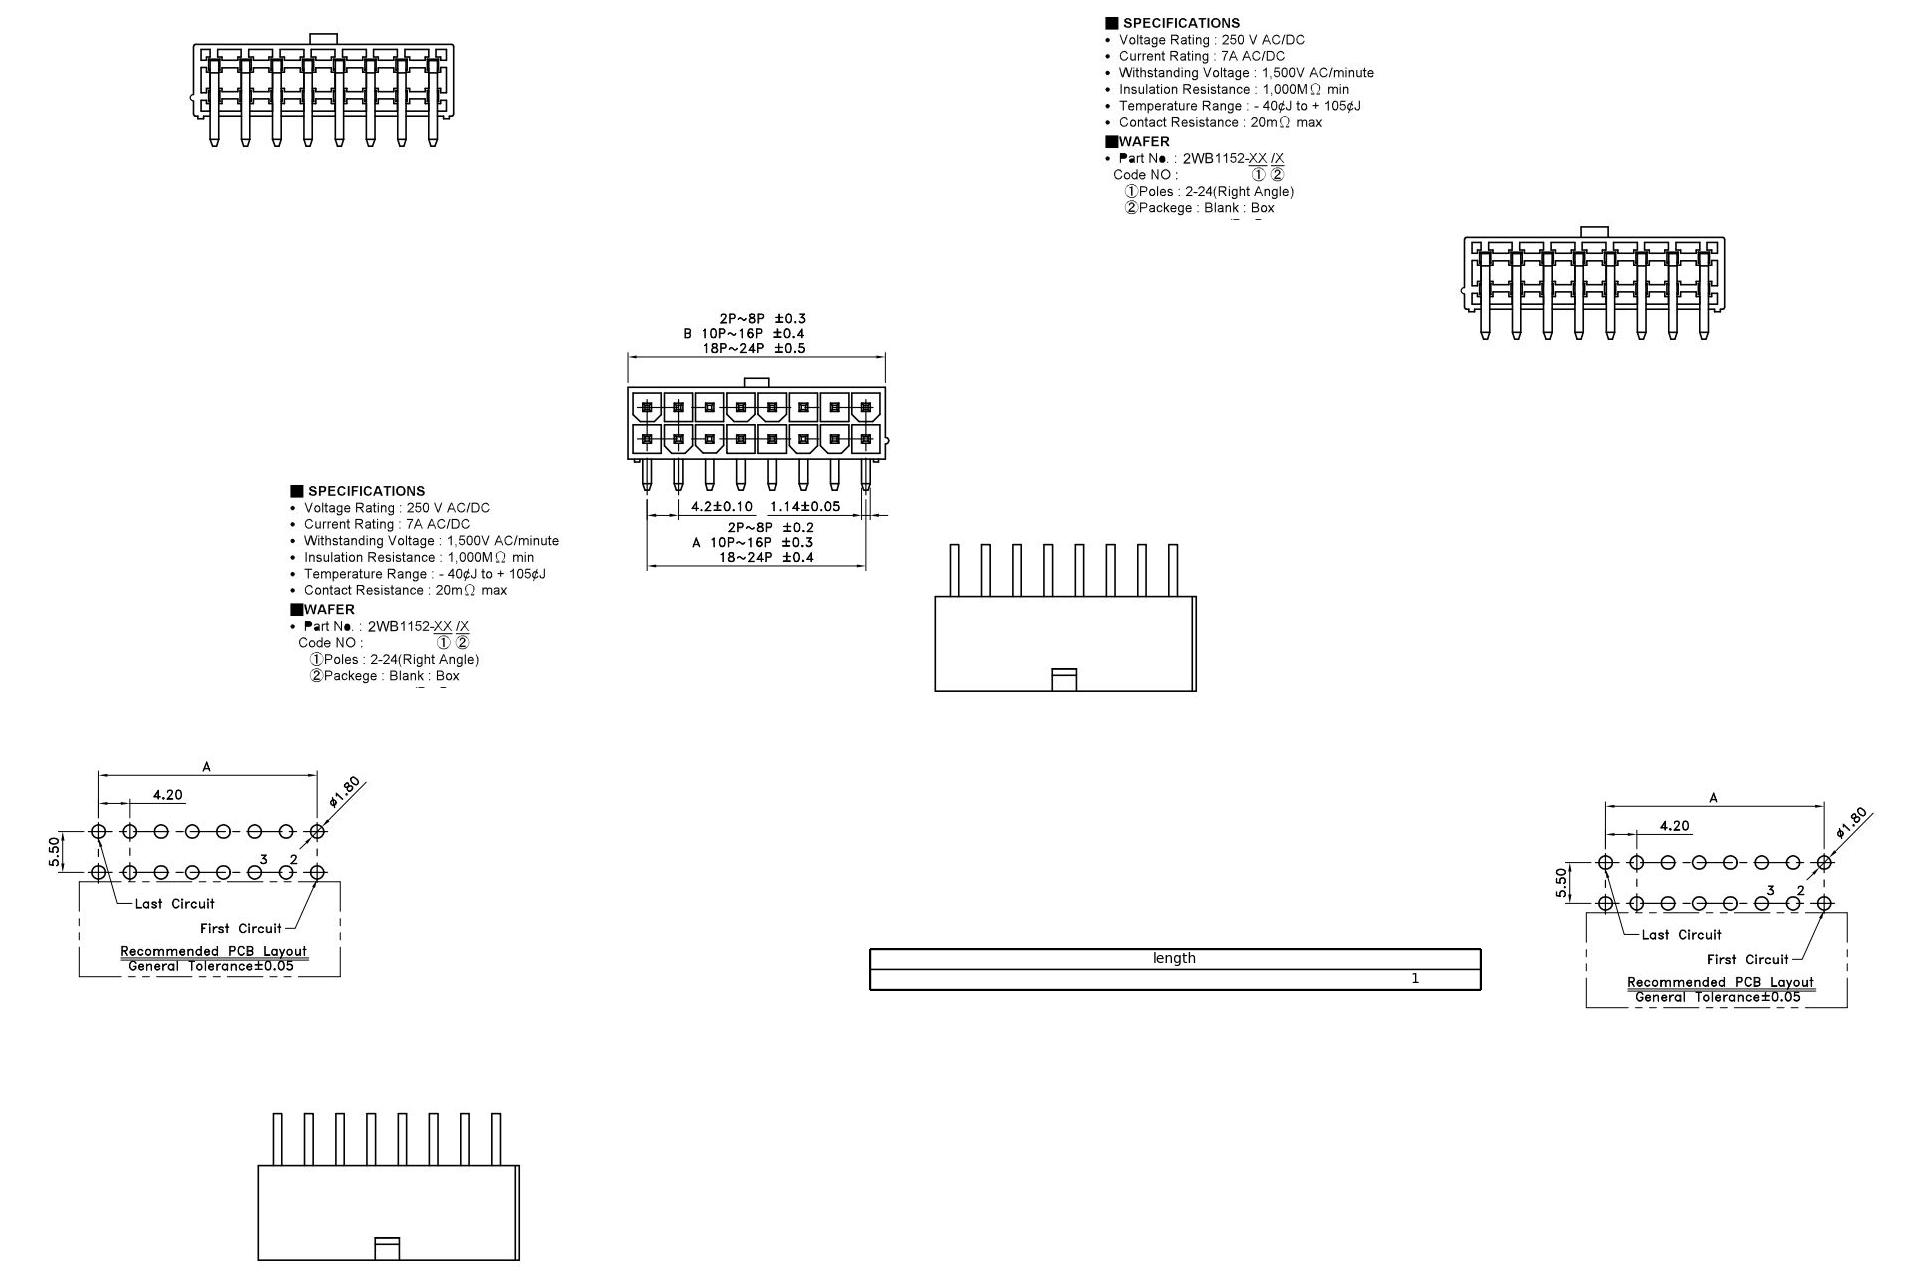 ■ SPECIFICATIONS
• Voltage Rating : 250 V AC/DC
• Current Rating : 7A AC/DC
• Withstanding Voltage : 1,500V AC/minute
• Insulation Resistance : 1,000MΩ min
• Temperature Range : - 40¢J to + 105¢J
• Contact Resistance : 20mΩ max
■WAFER
• Part No. : 2WB1152-XX /X
Code NO : ① ②
①Poles : 2-24(Right Angle)
②Packege : Blank : Box
2P~8P ±0.3
B 10P~16P ±0.4
18P~24P ±0.5
4.2±0.10 1.14±0.05
2P~8P ±0.2
A 10P~16P ±0.3
18~24P ±0.4
■ SPECIFICATIONS
• Voltage Rating : 250 V AC/DC
• Current Rating : 7A AC/DC
• Withstanding Voltage : 1,500V AC/minute
• Insulation Resistance : 1,000MΩ min
• Temperature Range : - 40¢J to + 105¢J
• Contact Resistance : 20mΩ max
■WAFER
• Part No. : 2WB1152-XX /X
Code NO : ① ②
①Poles : 2-24(Right Angle)
②Packege : Blank : Box
A
4.20
ø1.80
5.50
3 2
Last Circuit
First Circuit
Recommended PCB Layout
General Tolerance±0.05
A
4.20
ø1.80
5.50
3 2
Last Circuit
First Circuit
Recommended PCB Layout
General Tolerance±0.05
length
1